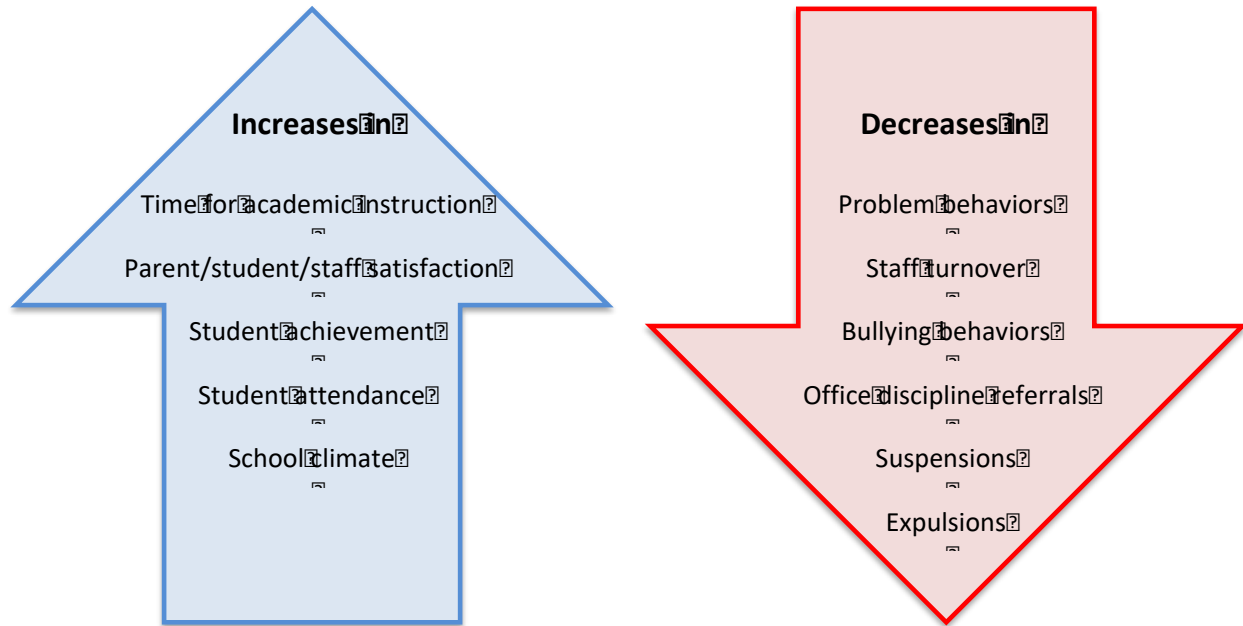 Increases in
Time for academic instruction
Parent/student/staff satisfaction
Student achievement
Student attendance
School climate
Decreases in
Problem behaviors
Staff turnover
Bullying behaviors
Office discipline referrals
Suspensions
Expulsions